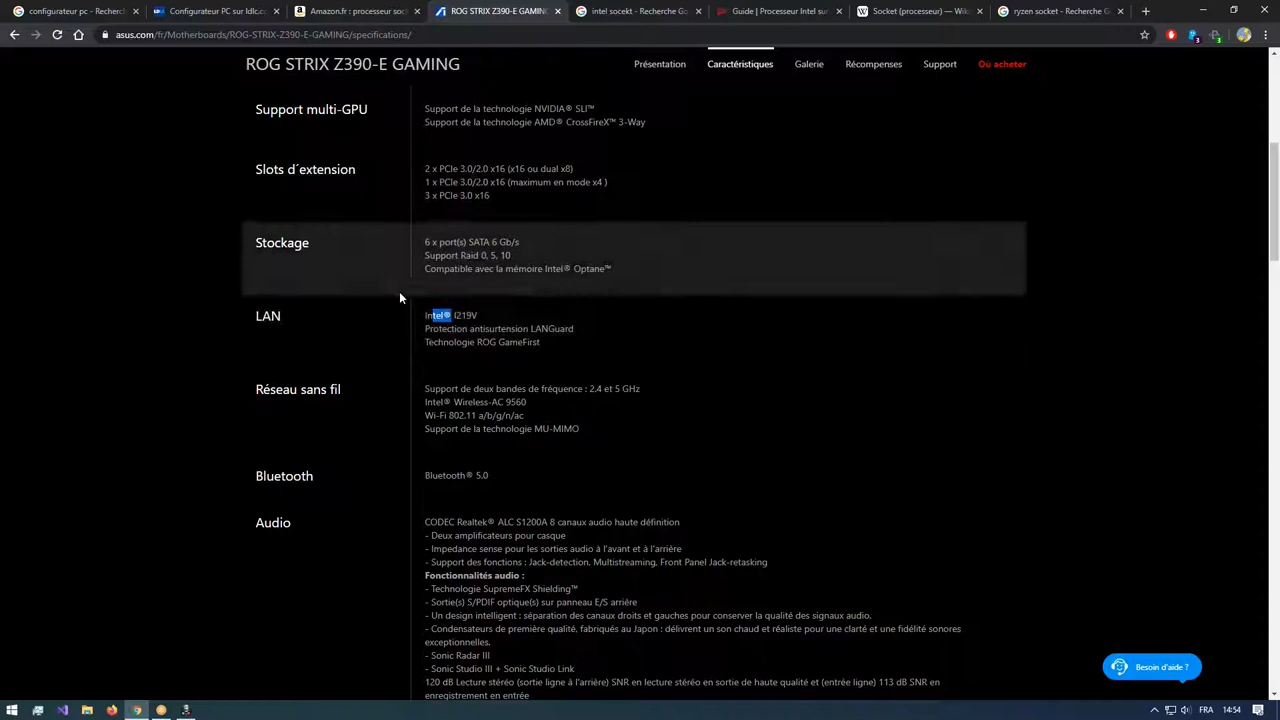 configurateur pc - Recherch
Configurateur PC sur ldlc.co
Amazon.fr : processeur so
ROG STRIX Z390-E GAMING
intel sockt - Recherche Go
Guide | Processeur Intel sur
Socket (processeur) — Wiki
ryzen socket - Recherche G
asus.com/fr/Motherboards/ROG-STRIX-Z390-E-GAMING/specifications/
ROG STRIX Z390-E GAMING
Présentation
Caractéristiques
Galerie
Récompenses
Support
Où acheter
Support multi-GPU
Support de la technologie NVIDIA® SLI™
Support de la technologie AMD® CrossFireX™ 3-Way
Slots d´extension
2 x PCIe 3.0/2.0 x16 (x16 ou dual x8)
1 x PCIe 3.0/2.0 x16 (maximum en mode x4 )
3 x PCIe 3.0 x16
Stockage
6 x port(s) SATA 6 Gb/s
Support Raid 0, 5, 10
Compatible avec la mémoire Intel® Optane™
LAN
Intel® I219V
Protection antisurtension LANGuard
Technologie ROG GameFirst
Réseau sans fil
Support de deux bandes de fréquence : 2.4 et 5 GHz
Intel® Wireless-AC 9560
Wi-Fi 802.11 a/b/g/n/ac
Support de la technologie MU-MIMO
Bluetooth
Bluetooth® 5.0
Audio
CODEC Realtek® ALC S1200A 8 canaux audio haute définition
- Deux amplificateurs pour casque
- Impedance sense pour les sorties audio à l'avant et à l'arrière
- Support des fonctions : Jack-detection, Multistreaming, Front Panel Jack-retasking
Fonctionnalités audio :
- Technologie SupremeFX Shielding™
- Sortie(s) S/PDIF optique(s) sur panneau E/S arrière
- Un design intelligent : séparation des canaux droits et gauches pour conserver la qualité des signaux audio.
- Condensateurs de première qualité, fabriqués au Japon : délivrent un son chaud et réaliste pour une clarté et une fidélité sonores
exceptionnelles.
- Sonic Radar III
- Sonic Studio III + Sonic Studio Link
120 dB Lecture stéréo (sortie ligne à l'arrière) SNR en lecture stéréo en sortie de haute qualité et (entrée ligne) 113 dB SNR en
enregistrement en entrée
Besoin d'aide ?
FRA
14:54